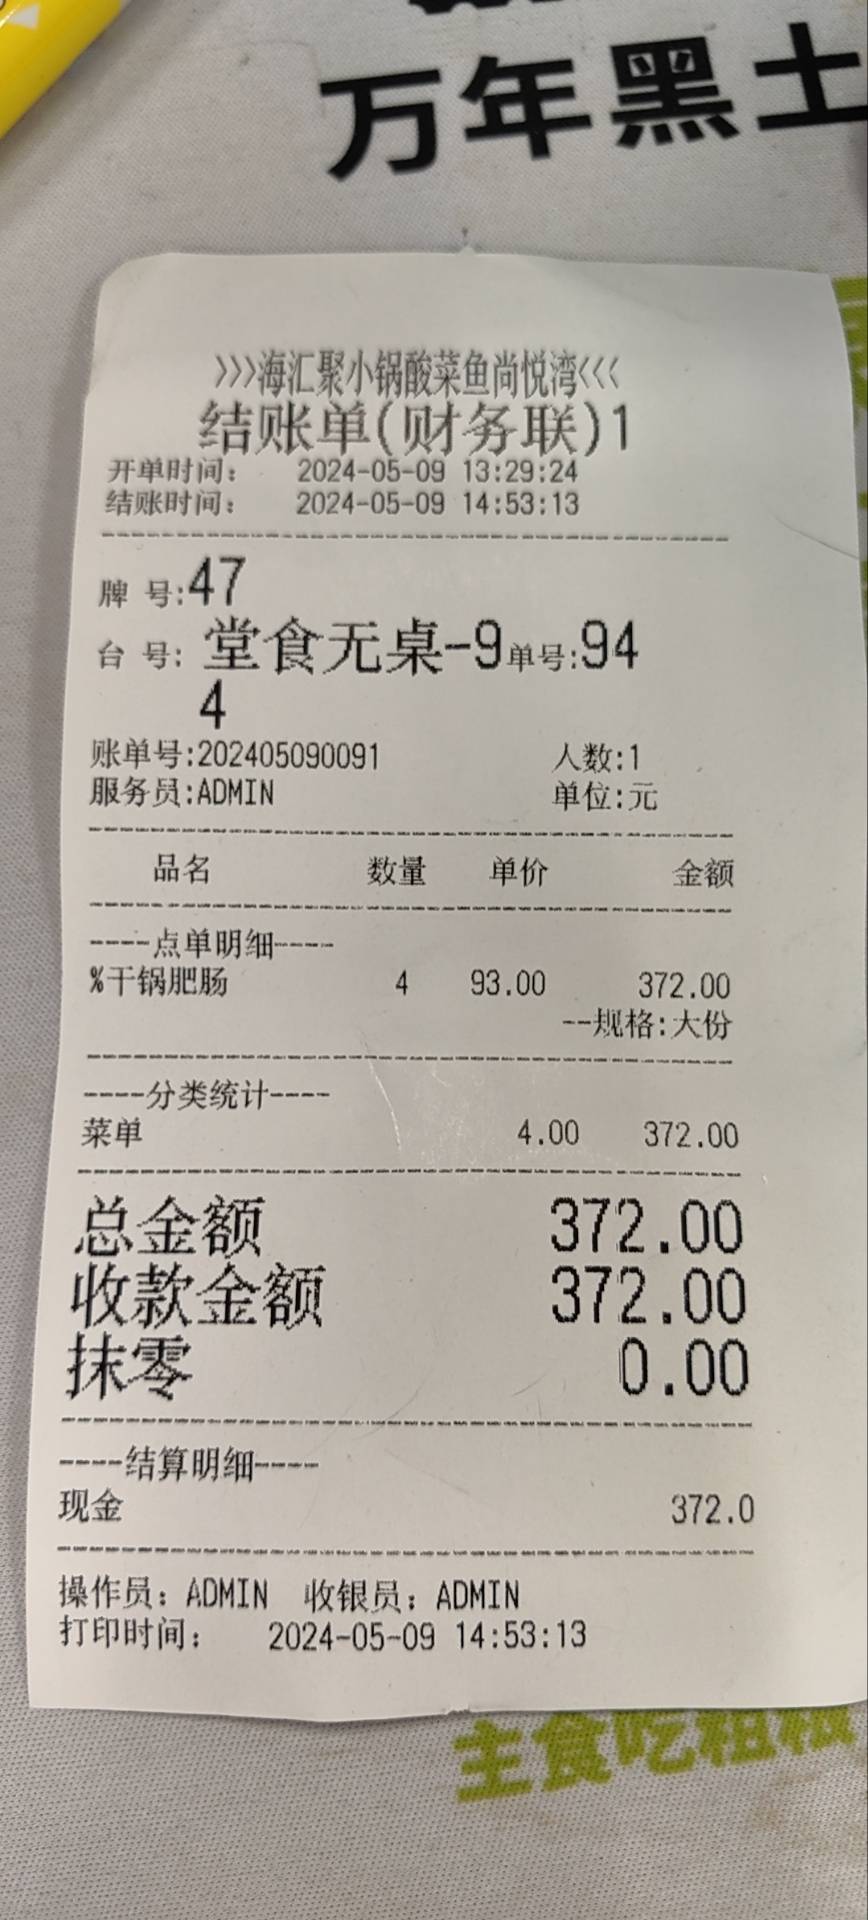 万年黑土
>>>海汇聚小锅酸菜鱼尚悦湾<<<
结账单(财务联)1
开单时间： 2024-05-09 13:29:24
结账时间： 2024-05-09 14:53:13
牌 号:47
台 号: 堂食无桌-9单号:94
4
账单号:202405090091 人数:1
服务员:ADMIN 单位:元
品名 数量 单价 金额
----点单明细----
%干锅肥肠 4 93.00 372.00
--规格:大份
----分类统计----
菜单 4.00 372.00
总金额 372.00
收款金额 372.00
抹零 0.00
----结算明细----
现金 372.0
操作员：ADMIN 收银员：ADMIN
打印时间： 2024-05-09 14:53:13
主食吃粗粮